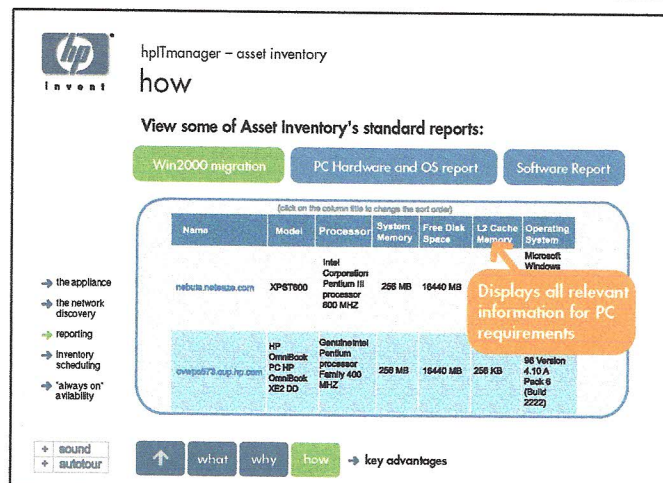 hp
invent
hpITmanager – asset inventory
how
View some of Asset Inventory's standard reports:
Win2000 migration
PC Hardware and OS report
Software Report
(click on the column title to change the sort order)
Name
Model
Processor
System
Memory
Free Disk
Space
L2 Cache
Memory
Operating
System
XPST600
Intel
Corporation
Pentium III
processor
600 MHZ
256 MB
16440 MB
Microsoft
Windows
Displays all relevant
information for PC
requirements
HP
OmniBook
PC HP
OmniBook
XE2 DD
GenuineIntel
Pentium
processor
Family 400
MHZ
256 MB
16440 MB
256 KB
98 Version
4.10 A
Pack 6
(Build
2222)
the appliance
the network
discovery
reporting
inventory
scheduling
"always on"
avilability
+ sound
+ autotour
what
why
how
key advantages